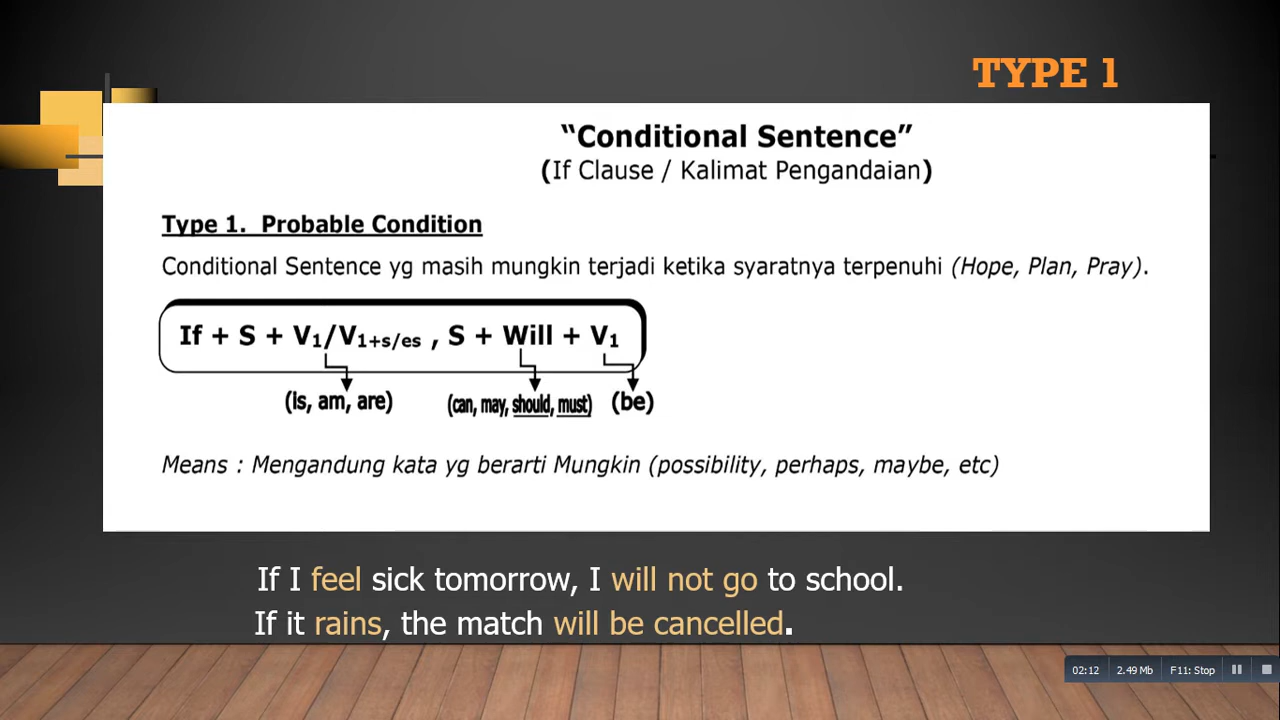 TYPE 1
“Conditional Sentence”
(If Clause / Kalimat Pengandaian)
Type 1. Probable Condition
Conditional Sentence yg masih mungkin terjadi ketika syaratnya terpenuhi (Hope, Plan, Pray).
If + S + V1/V1+s/es , S + Will + V1
(is, am, are) (can, may, should, must) (be)
Means : Mengandung kata yg berarti Mungkin (possibility, perhaps, maybe, etc)
If I feel sick tomorrow, I will not go to school.
If it rains, the match will be cancelled.
02:12 2.49 Mb F11: Stop